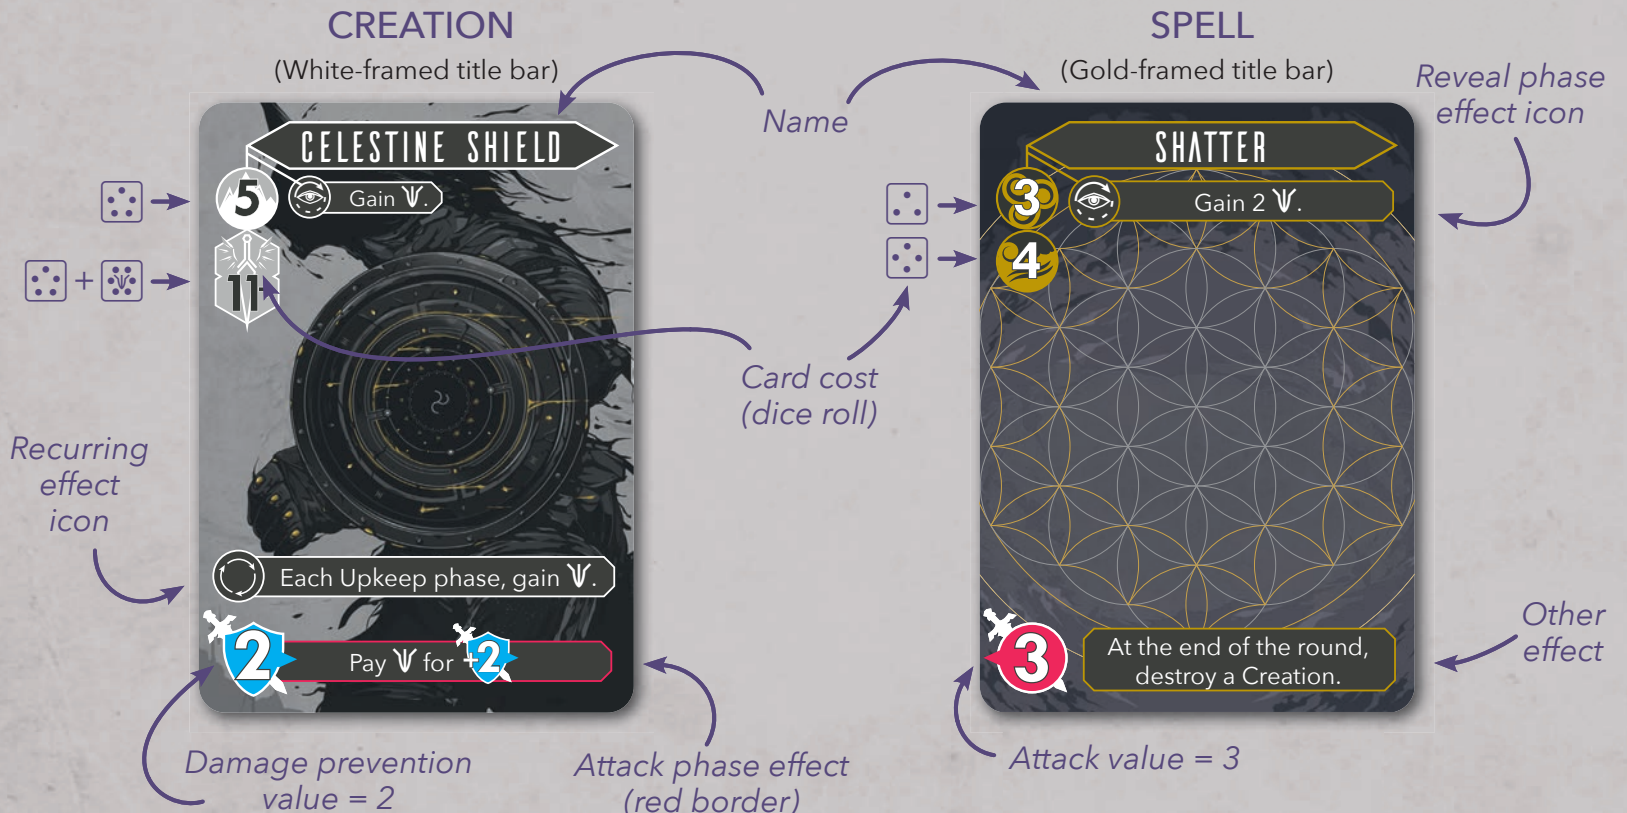 CREATION
(White-framed title bar)
SPELL
(Gold-framed title bar)
Name
Reveal phase
effect icon
CELESTINE SHIELD
5
Gain Ѱ.
+
11+
Recurring
effect
icon
Each Upkeep phase, gain Ѱ.
2
Pay Ѱ for +2
Damage prevention
value = 2
Attack phase effect
(red border)
Card cost
(dice roll)
SHATTER
3
Gain 2 Ѱ.
4
3
At the end of the round,
destroy a Creation.
Other
effect
Attack value = 3